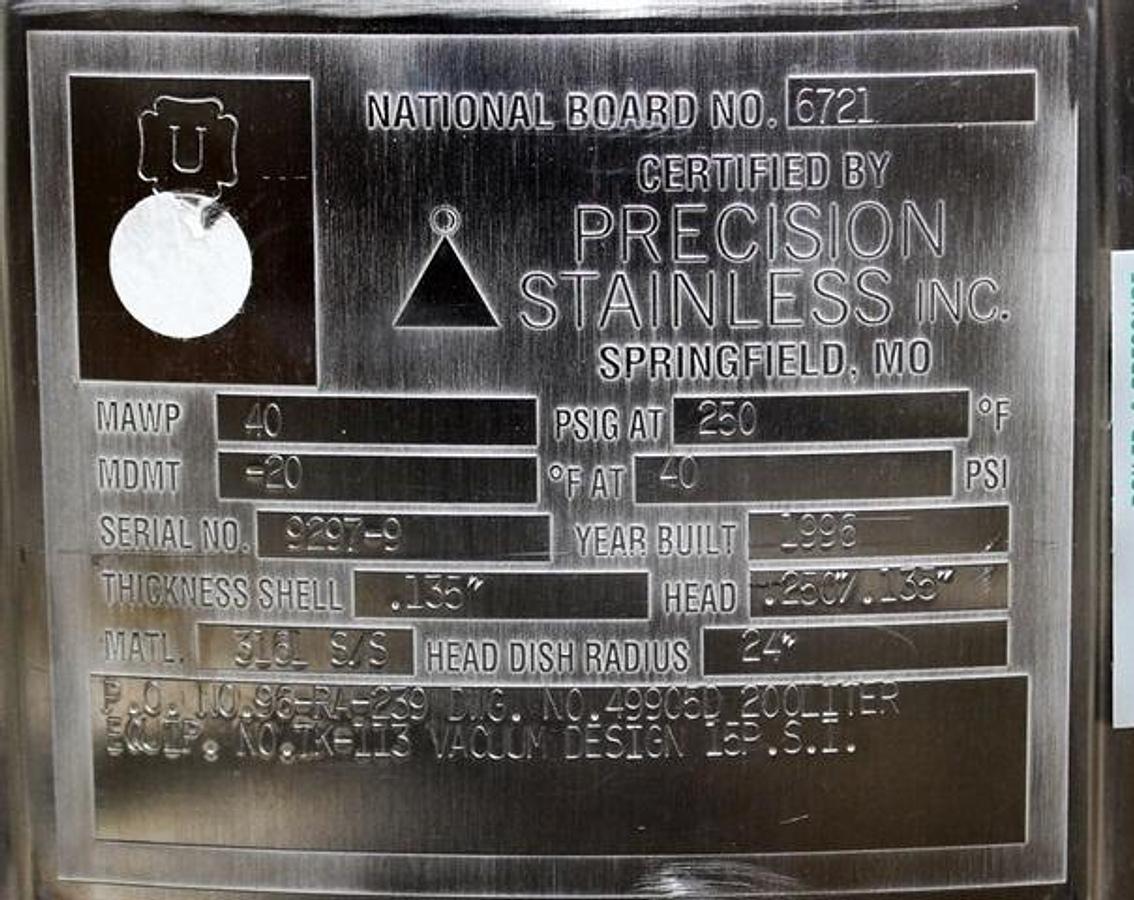 U
NATIONAL BOARD NO. 6721
CERTIFIED BY
PRECISION
STAINLESS INC.
SPRINGFIELD, MO
MAWP 40 PSIG AT 250 °F
MDMT -20 °F AT 40 PSI
SERIAL NO. 9297-9 YEAR BUILT 1996
THICKNESS SHELL .135" HEAD .250"/.135"
MATL. 316L S/S HEAD DISH RADIUS 24"
P.O. NO.96-RA-239 DWG. NO.49905D 200LITER
EQUIP. NO.TK-113 VACUUM DESIGN 15P.S.I.